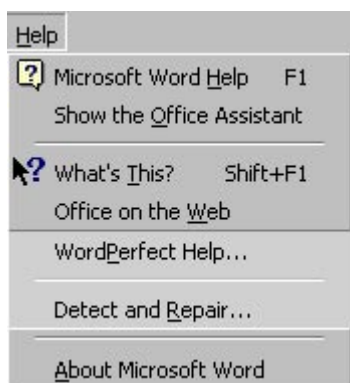 Help
Microsoft Word Help F1
Show the Office Assistant
What's This? Shift+F1
Office on the Web
WordPerfect Help...
Detect and Repair...
About Microsoft Word